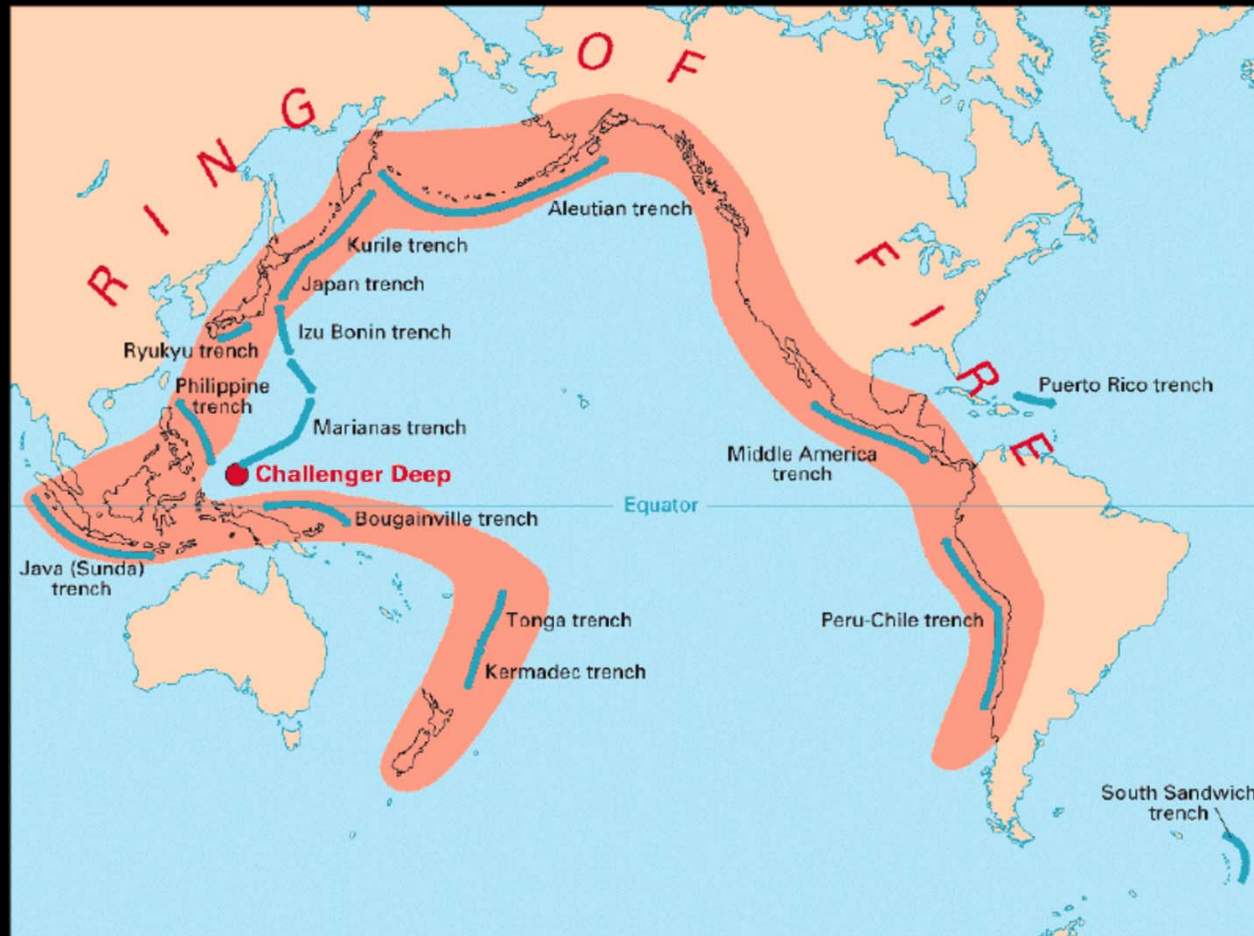 RING OF FIRE
Aleutian trench
Kurile trench
Japan trench
Izu Bonin trench
Ryukyu trench
Philippine
trench
Marianas trench
Challenger Deep
Puerto Rico trench
Middle America
trench
Equator
Bougainville trench
Java (Sunda)
trench
Tonga trench
Kermadec trench
Peru-Chile trench
South Sandwich
trench